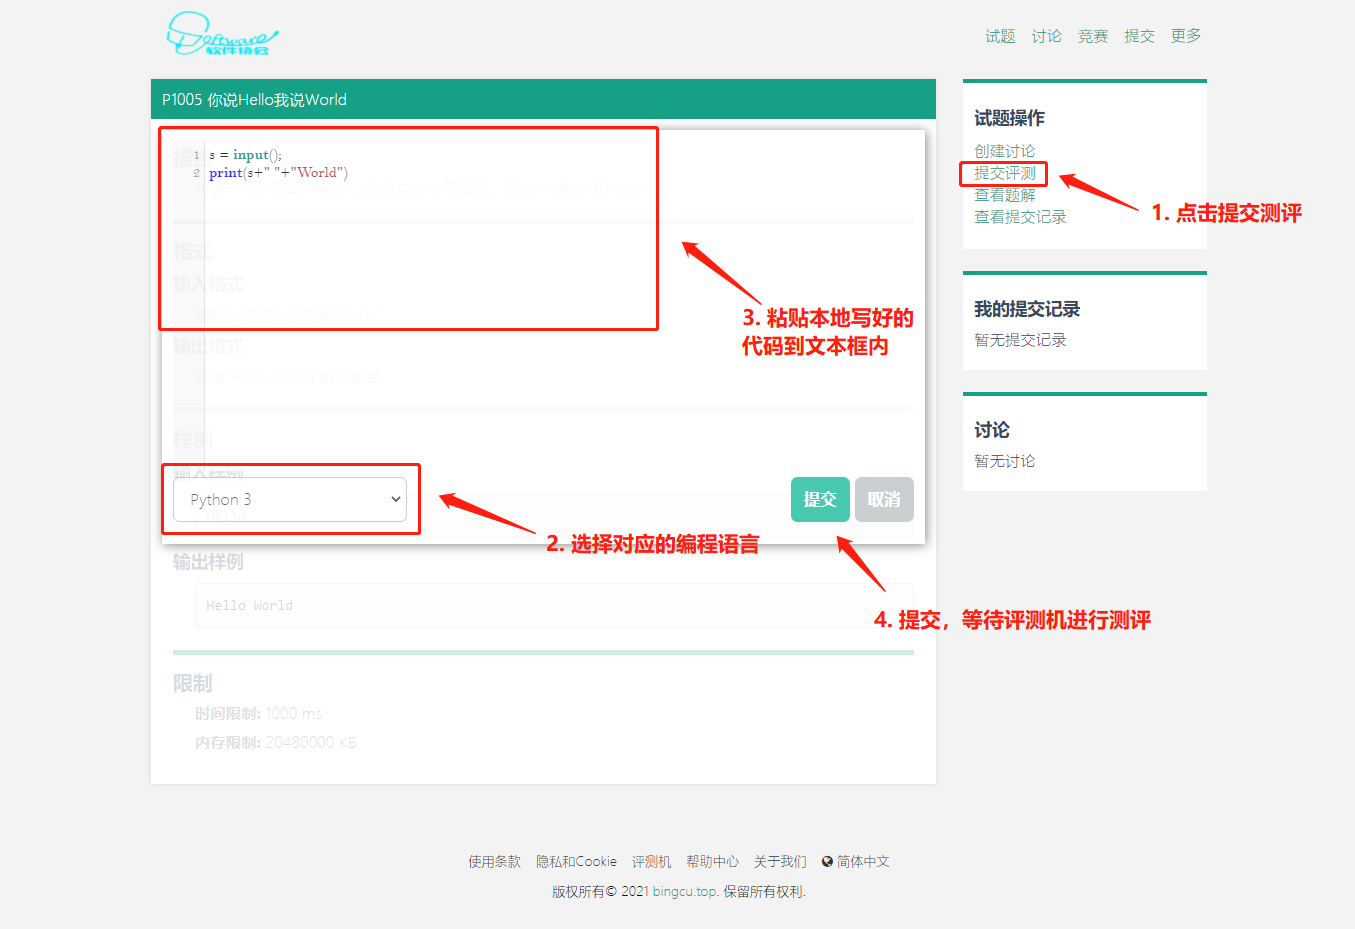 Software
软件协会
试题 讨论 竞赛 提交 更多
P1005 你说Hello我说World
1 s = input();
2 print(s+" "+"World")
格式
输入格式
输出格式
样例
输入样例
Python 3
提交 取消
输出样例
Hello World
限制
时间限制: 1000 ms
内存限制: 20480000 KB
试题操作
创建讨论
提交评测
查看题解
查看提交记录
1. 点击提交测评
3. 粘贴本地写好的
代码到文本框内
2. 选择对应的编程语言
4. 提交，等待评测机进行测评
我的提交记录
暂无提交记录
讨论
暂无讨论
使用条款 隐私和Cookie 评测机 帮助中心 关于我们 简体中文
版权所有© 2021 bingcu.top. 保留所有权利.